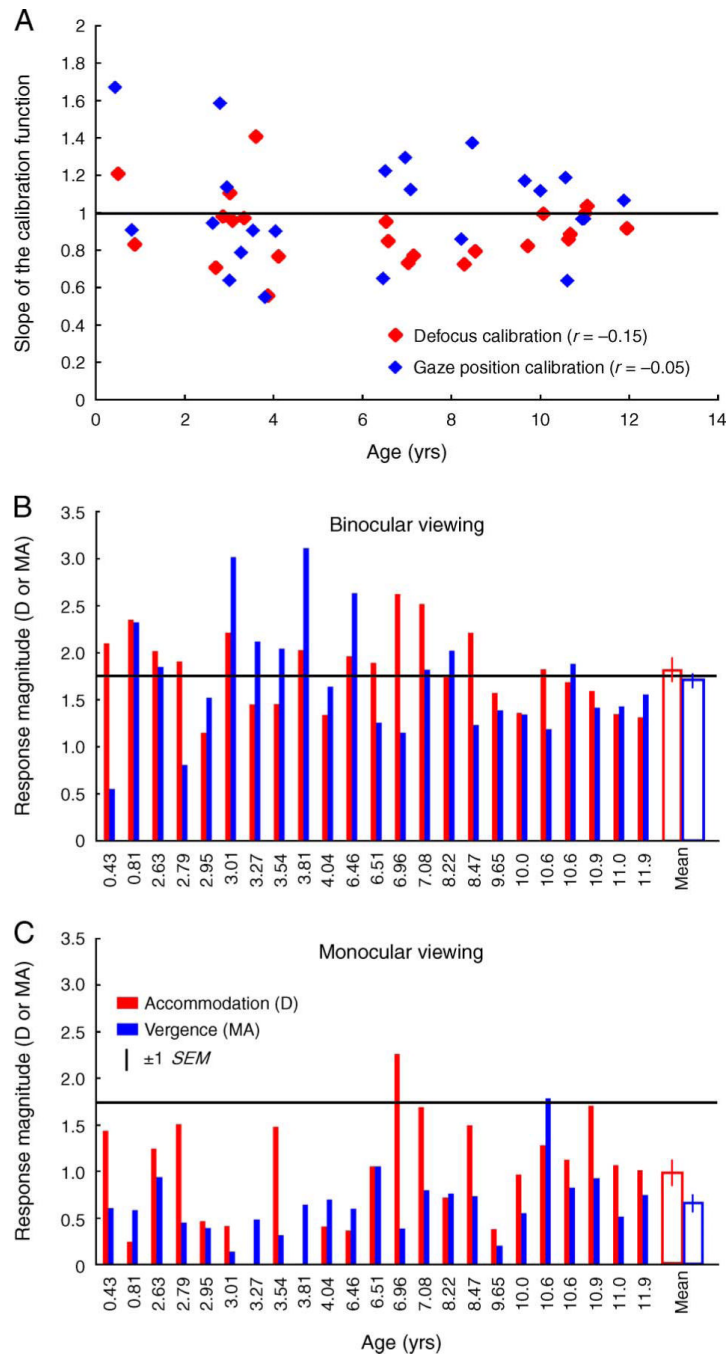 A
2
1.8
1.6
1.4
1.2
1
0.8
0.6
0.4
0.2
0
Slope of the calibration function
Defocus calibration (r = –0.15)
Gaze position calibration (r = –0.05)
0 2 4 6 8 10 12 14
Age (yrs)
B
3.5
3.0
2.5
2.0
1.5
1.0
0.5
0
Response magnitude (D or MA)
Binocular viewing
0.43 0.81 2.63 2.79 2.95 3.01 3.27 3.54 3.81 4.04 6.46 6.51 6.96 7.08 8.22 8.47 9.65 10.0 10.6 10.6 10.9 11.0 11.9 Mean
C
3.5
3.0
2.5
2.0
1.5
1.0
0.5
0
Response magnitude (D or MA)
Monocular viewing
Accommodation (D)
Vergence (MA)
±1 SEM
0.43 0.81 2.63 2.79 2.95 3.01 3.27 3.54 3.81 4.04 6.46 6.51 6.96 7.08 8.22 8.47 9.65 10.0 10.6 10.6 10.9 11.0 11.9 Mean
Age (yrs)